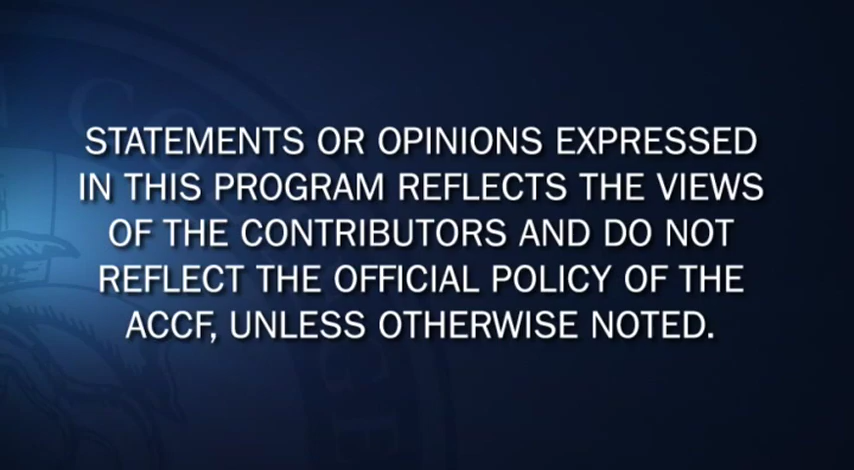 STATEMENTS OR OPINIONS EXPRESSED
IN THIS PROGRAM REFLECTS THE VIEWS
OF THE CONTRIBUTORS AND DO NOT
REFLECT THE OFFICIAL POLICY OF THE
ACCF, UNLESS OTHERWISE NOTED.